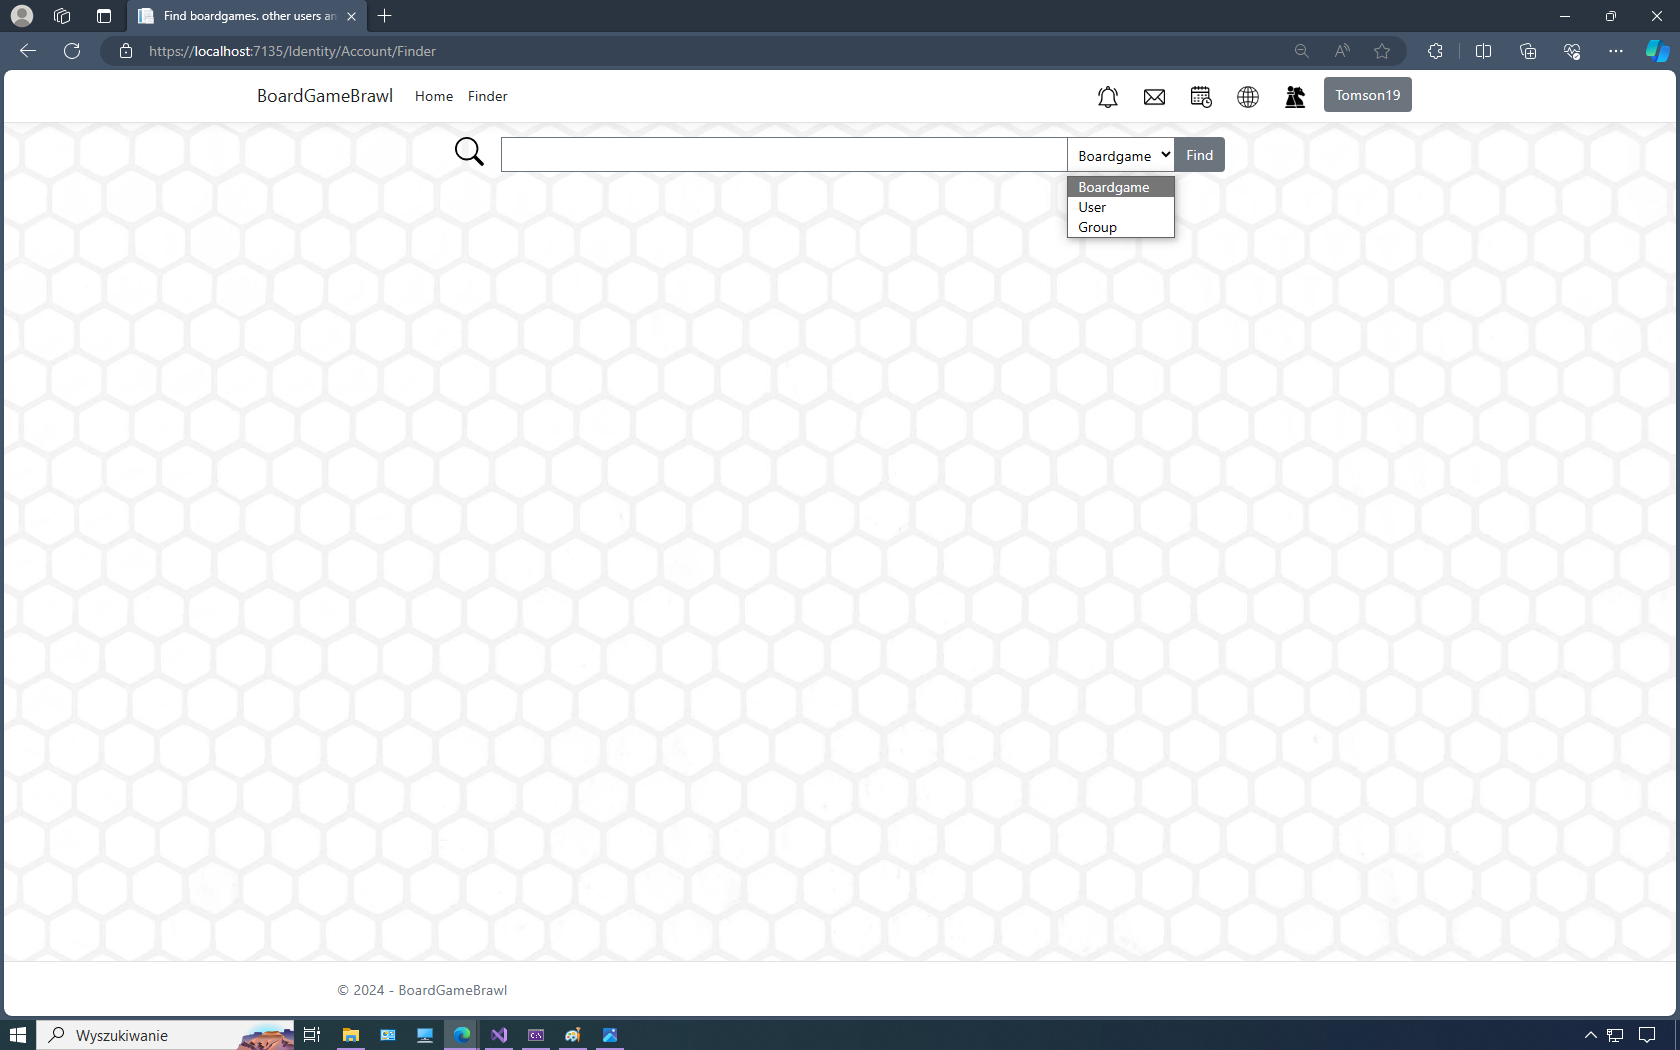 Find boardgames. other users an
https://localhost:7135/Identity/Account/Finder
BoardGameBrawl Home Finder Tomson19
Boardgame Find
Boardgame
User
Group
© 2024 - BoardGameBrawl
Wyszukiwanie